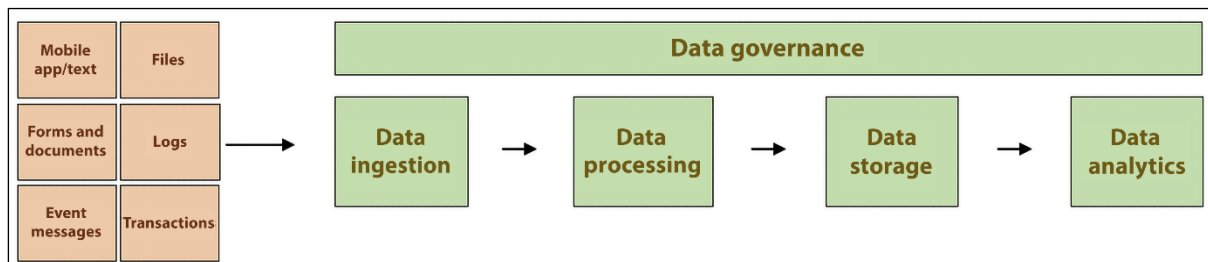 Mobile
app/text
Files
Data governance
Forms and
documents
Logs
Data
ingestion
Data
processing
Data
storage
Data
analytics
Event
messages
Transactions